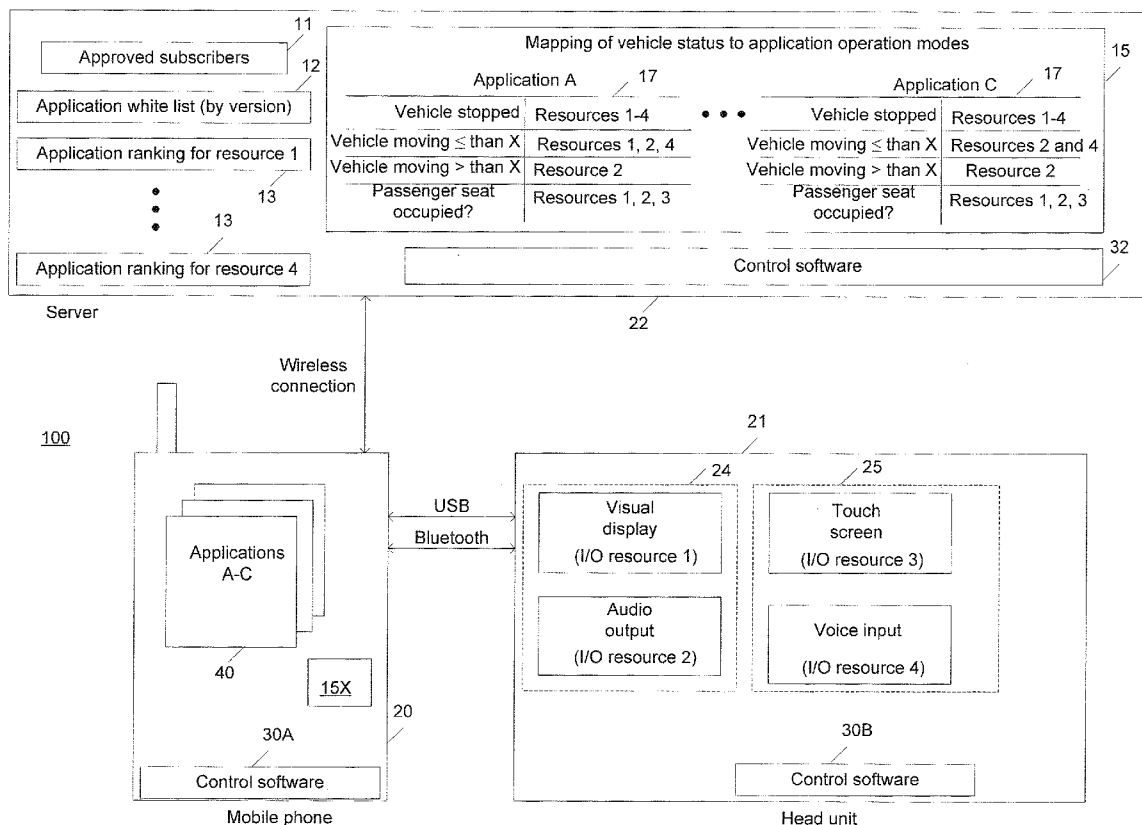 11
Approved subscribers
12
Application white list (by version)
Application ranking for resource 1
13
13
Application ranking for resource 4
Mapping of vehicle status to application operation modes
15
Application A
17
Vehicle stopped
Resources 1-4
Vehicle moving ≤ than X
Resources 1, 2, 4
Vehicle moving > than X
Resource 2
Passenger seat
occupied?
Resources 1, 2, 3
Application C
17
Vehicle stopped
Resources 1-4
Vehicle moving ≤ than X
Resources 2 and 4
Vehicle moving > than X
Resource 2
Passenger seat
occupied?
Resources 1, 2, 3
32
Control software
Server
22
Wireless
connection
100
21
24
25
USB
Bluetooth
Applications
A-C
40
15X
20
30A
Control software
Mobile phone
Visual
display
(I/O resource 1)
Audio
output
(I/O resource 2)
Touch
screen
(I/O resource 3)
Voice input
(I/O resource 4)
30B
Control software
Head unit